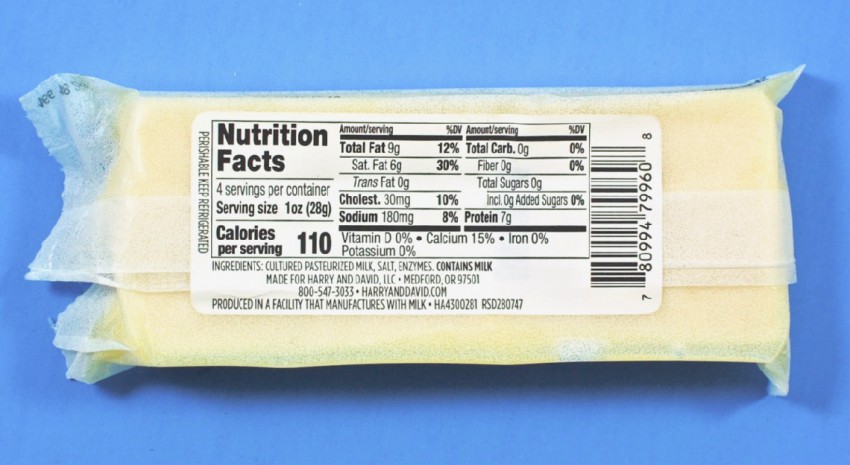 PERISHABLE KEEP REFRIGERATED
Nutrition
Facts
4 servings per container
Serving size 1oz (28g)
Calories
per serving 110
Amount/serving %DV
Total Fat 9g 12%
Sat. Fat 6g 30%
Trans Fat 0g
Cholest. 30mg 10%
Sodium 180mg 8%
Amount/serving %DV
Total Carb. 0g 0%
Fiber 0g 0%
Total Sugars 0g
Incl. 0g Added Sugars 0%
Protein 7g
Vitamin D 0% • Calcium 15% • Iron 0%
Potassium 0%
INGREDIENTS: CULTURED PASTEURIZED MILK, SALT, ENZYMES. CONTAINS MILK
MADE FOR HARRY AND DAVID, LLC • MEDFORD, OR 97501
800-547-3033 • HARRYANDDAVID.COM
PRODUCED IN A FACILITY THAT MANUFACTURES WITH MILK • HA4300281 RSD280747
7 80994 79960 8